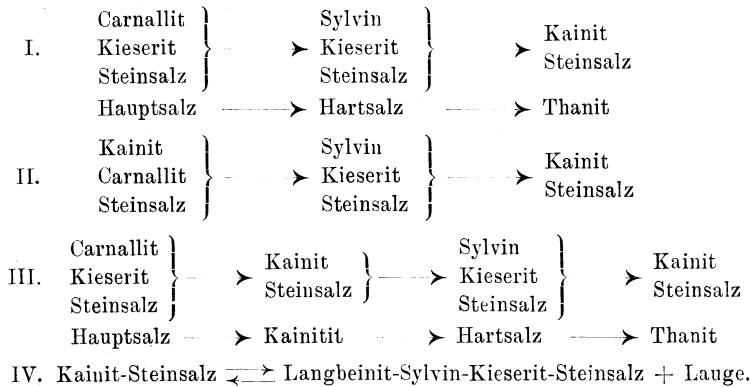 Carnallit Sylvin Kainit
I. Kieserit Kieserit Steinsalz
Steinsalz Steinsalz
Hauptsalz → Hartsalz → Thanit
Kainit Sylvin Kainit
II. Carnallit → Kieserit → Steinsalz
Steinsalz Steinsalz
Carnallit Kainit Sylvin Kainit
III. Kieserit → Steinsalz → Kieserit → Steinsalz
Steinsalz Steinsalz
Hauptsalz → Kainitit → Hartsalz → Thanit
IV. Kainit-Steinsalz ⇄ Langbeinit-Sylvin-Kieserit-Steinsalz + Lauge.